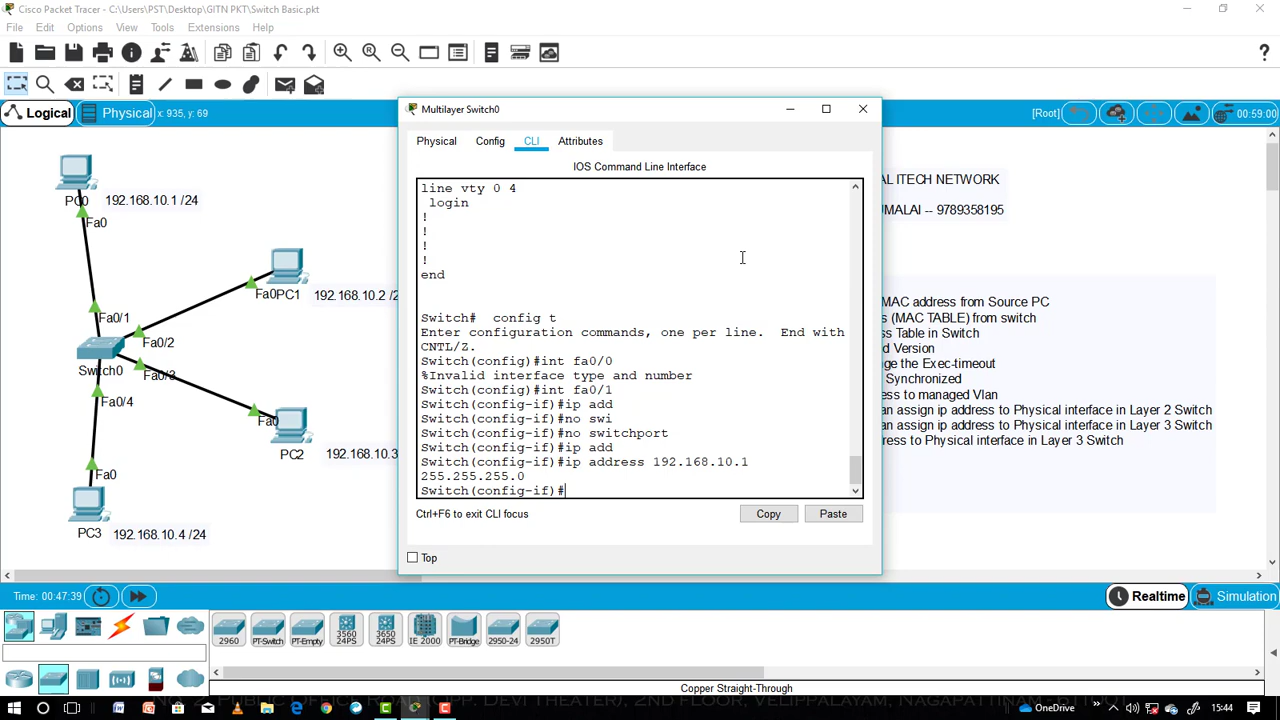 Cisco Packet Tracer - C:\Users\PST\Desktop\GITN PKT\Switch Basic.pkt
File Edit Options View Tools Extensions Help
Logical Physical x: 935, y: 69 [Root] 00:59:00
PC0 192.168.10.1 /24
Fa0
Fa0/1
Fa0/2
Fa0 PC1 192.168.10.2 /2
Switch0
Fa0/3
Fa0/4
Fa0
PC2 192.168.10.3
Fa0
PC3 192.168.10.4 /24
Multilayer Switch0
Physical Config CLI Attributes
IOS Command Line Interface
line vty 0 4
login
!
!
!
!
end
Switch#  config t
Enter configuration commands, one per line.  End with
CNTL/Z.
Switch(config)#int fa0/0
%Invalid interface type and number
Switch(config)#int fa0/1
Switch(config-if)#ip add
Switch(config-if)#no swi
Switch(config-if)#no switchport
Switch(config-if)#ip add
Switch(config-if)#ip address 192.168.10.1
255.255.255.0
Switch(config-if)#
Ctrl+F6 to exit CLI focus
Copy Paste
Top
AL ITECH NETWORK
UMALAI -- 9789358195
MAC address from Source PC
s (MAC TABLE) from switch
ss Table in Switch
d Version
ge the Exec-timeout
Synchronized
ess to managed Vlan
an assign ip address to Physical interface in Layer 2 Switch
an assign ip address to Physical interface in Layer 3 Switch
dress to Physical interface in Layer 3 Switch
Time: 00:47:39 Realtime Simulation
2960 PT-Switch PT-Empty 3560 24PS 3650 24PS IE 2000 PT-Bridge 2950-24 2950T
Copper Straight-Through
PUBLIC OFFICE ROAD (OPP. DEVI THEATER), 2ND FLOOR, VELIPPALAYAM, NAGAPATTINAM
OneDrive 15:44